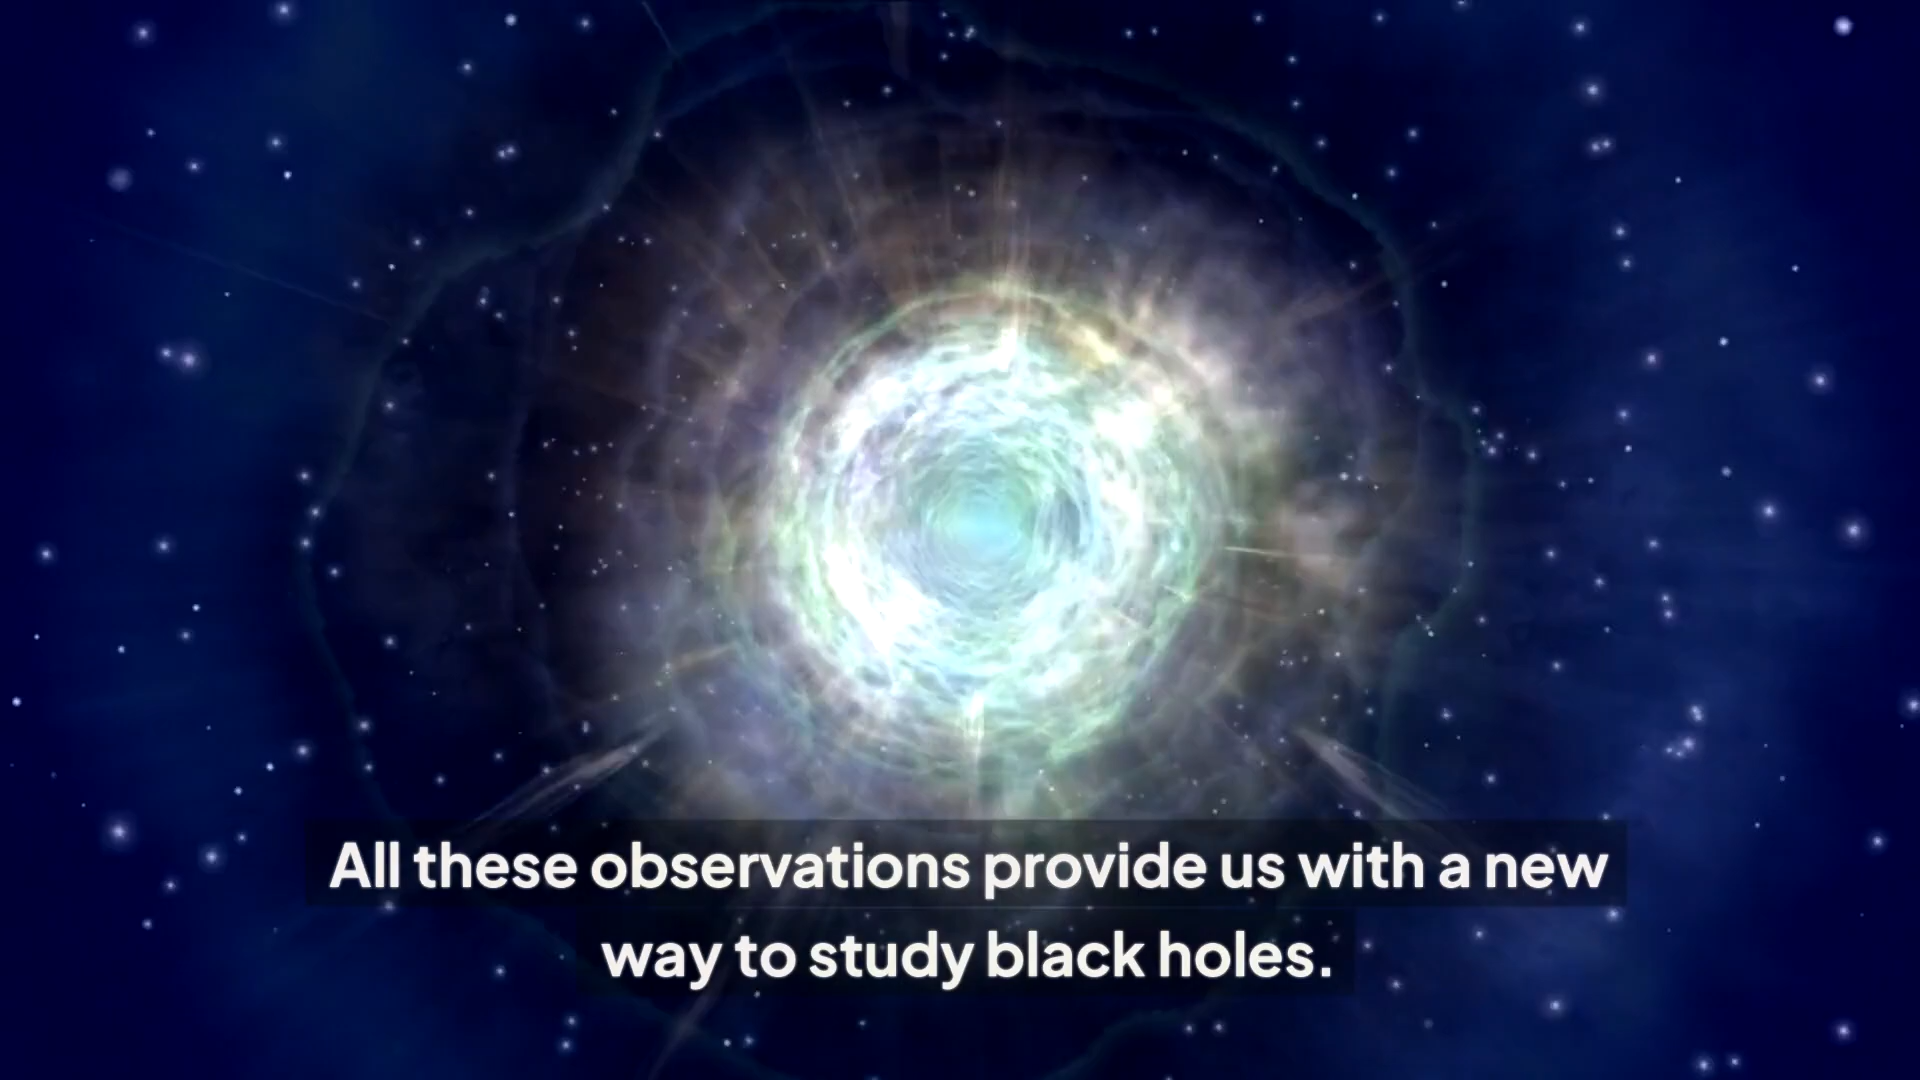 All these observations provide us with a new
way to study black holes.